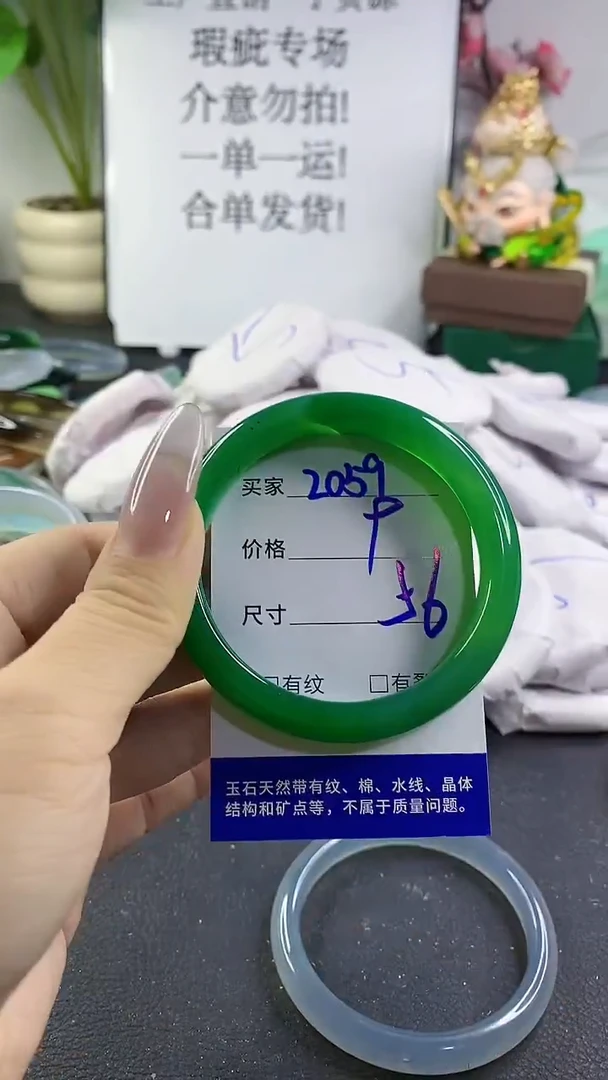 瑕疵专场
介意勿拍!
一单一运!
合单发货!
买家 2059
P
价格
尺寸 56
□有纹 □有裂
玉石天然带有纹、棉、水线、晶体
结构和矿点等，不属于质量问题。